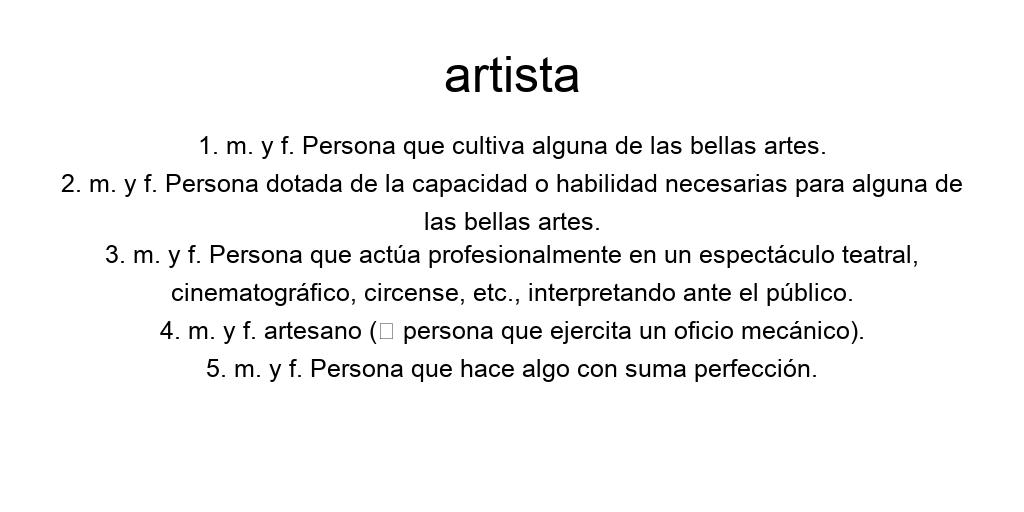 artista
1. m. y f. Persona que cultiva alguna de las bellas artes.
2. m. y f. Persona dotada de la capacidad o habilidad necesarias para alguna de
las bellas artes.
3. m. y f. Persona que actúa profesionalmente en un espectáculo teatral,
cinematográfico, circense, etc., interpretando ante el público.
4. m. y f. artesano (□ persona que ejercita un oficio mecánico).
5. m. y f. Persona que hace algo con suma perfección.